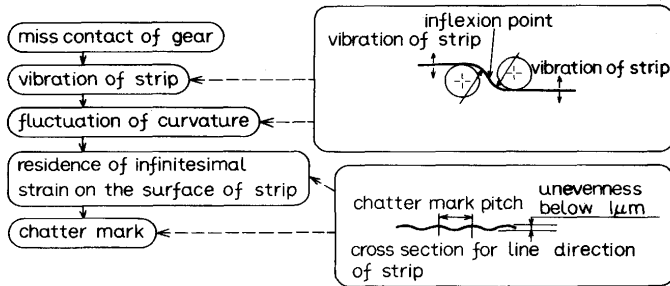 miss contact of gear
vibration of strip
fluctuation of curvature
residence of infinitesimal
strain on the surface of strip
chatter mark
inflexion point
vibration of strip
vibration of strip
chatter mark pitch
unevenness
below 1μm
cross section for line direction
of strip